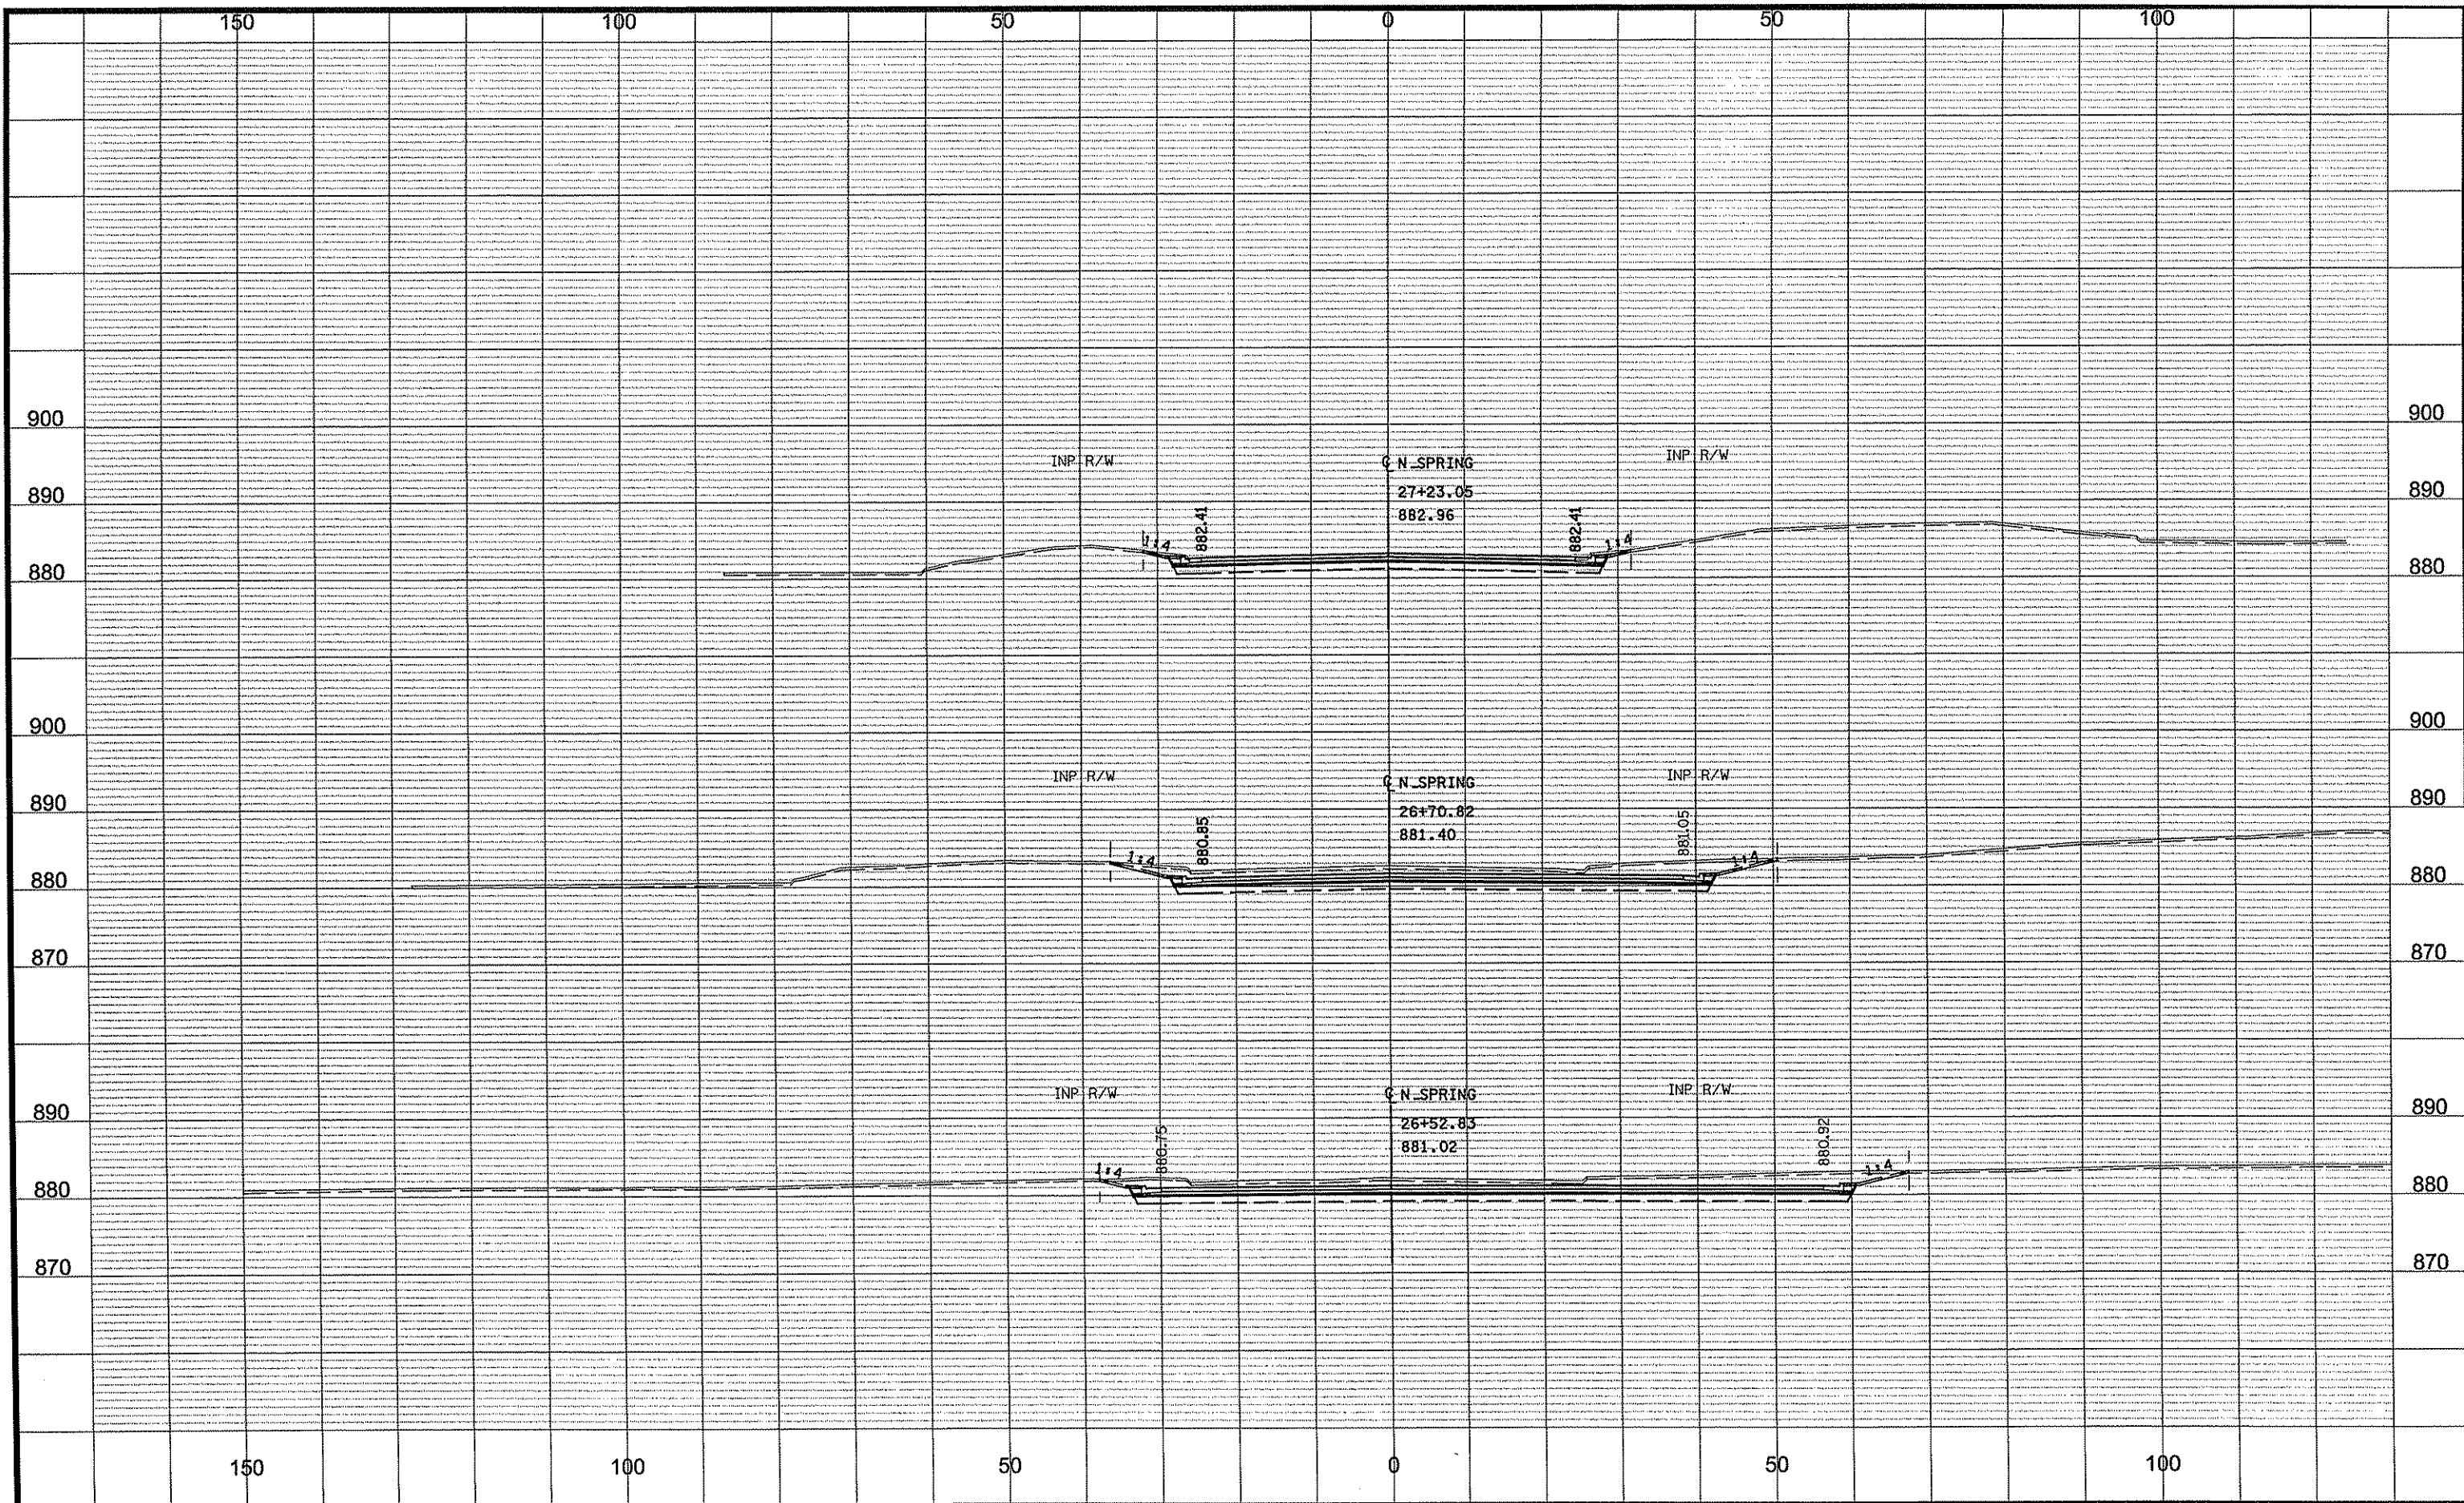 150 100 50 0 50 100
900 900
INP R/W ℄ N_SPRING INP R/W
890 27+23.05 890
882.96
882.41 882.41
1:4 1:4
880 880
900 900
INP R/W ℄ N_SPRING INP R/W
890 26+70.82 890
881.40
880.85 881.05
1:4 1:4
880 880
870 870
INP R/W ℄ N_SPRING INP R/W
890 26+52.83 890
881.02
880.75 880.92
1:4 1:4
880 880
870 870
150 100 50 0 50 100